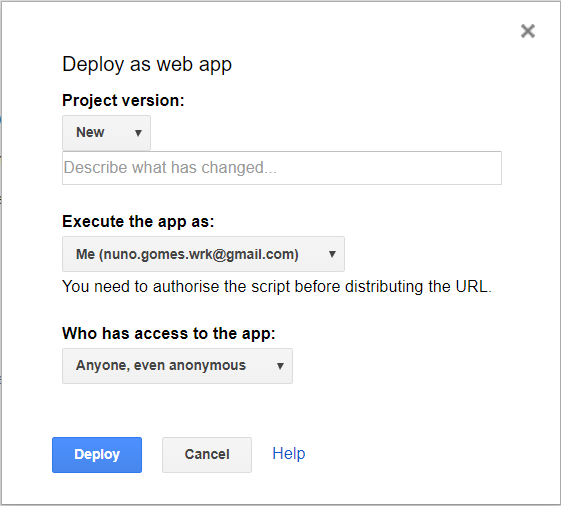 Deploy as web app
Project version:
New
Describe what has changed...
Execute the app as:
Me (nuno.gomes.wrk@gmail.com)
You need to authorise the script before distributing the URL.
Who has access to the app:
Anyone, even anonymous
Deploy Cancel Help